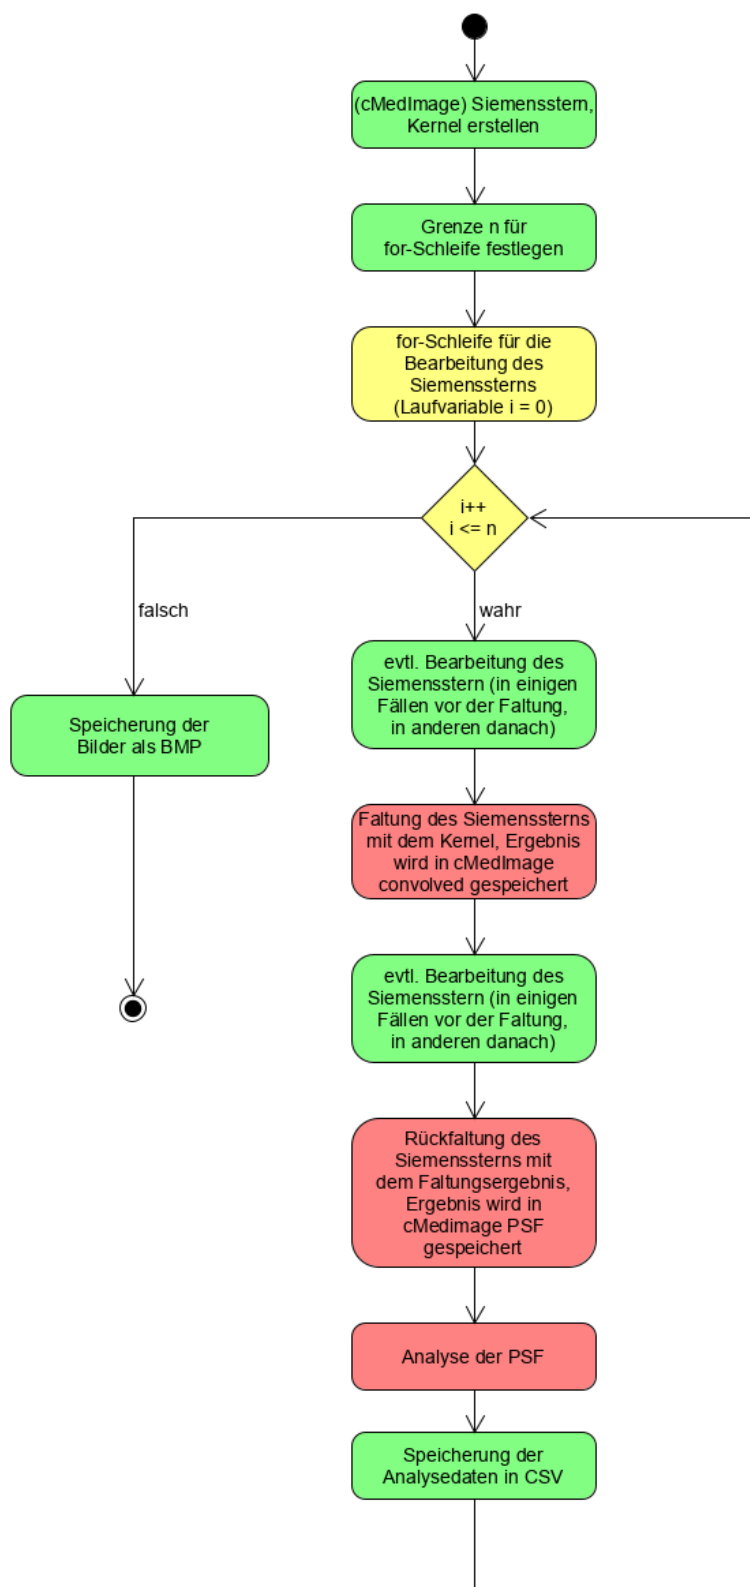 (cMedImage) Siemensstern,
Kernel erstellen
Grenze n für
for-Schleife festlegen
for-Schleife für die
Bearbeitung des
Siemenssterns
(Laufvariable i = 0)
i++
i <= n
falsch
wahr
evtl. Bearbeitung des
Siemensstern (in einigen
Fällen vor der Faltung,
in anderen danach)
Speicherung der
Bilder als BMP
Faltung des Siemenssterns
mit dem Kernel, Ergebnis
wird in cMedImage
convolved gespeichert
evtl. Bearbeitung des
Siemensstern (in einigen
Fällen vor der Faltung,
in anderen danach)
Rückfaltung des
Siemenssterns mit
dem Faltungsergebnis,
Ergebnis wird in
cMedimage PSF
gespeichert
Analyse der PSF
Speicherung der
Analysedaten in CSV